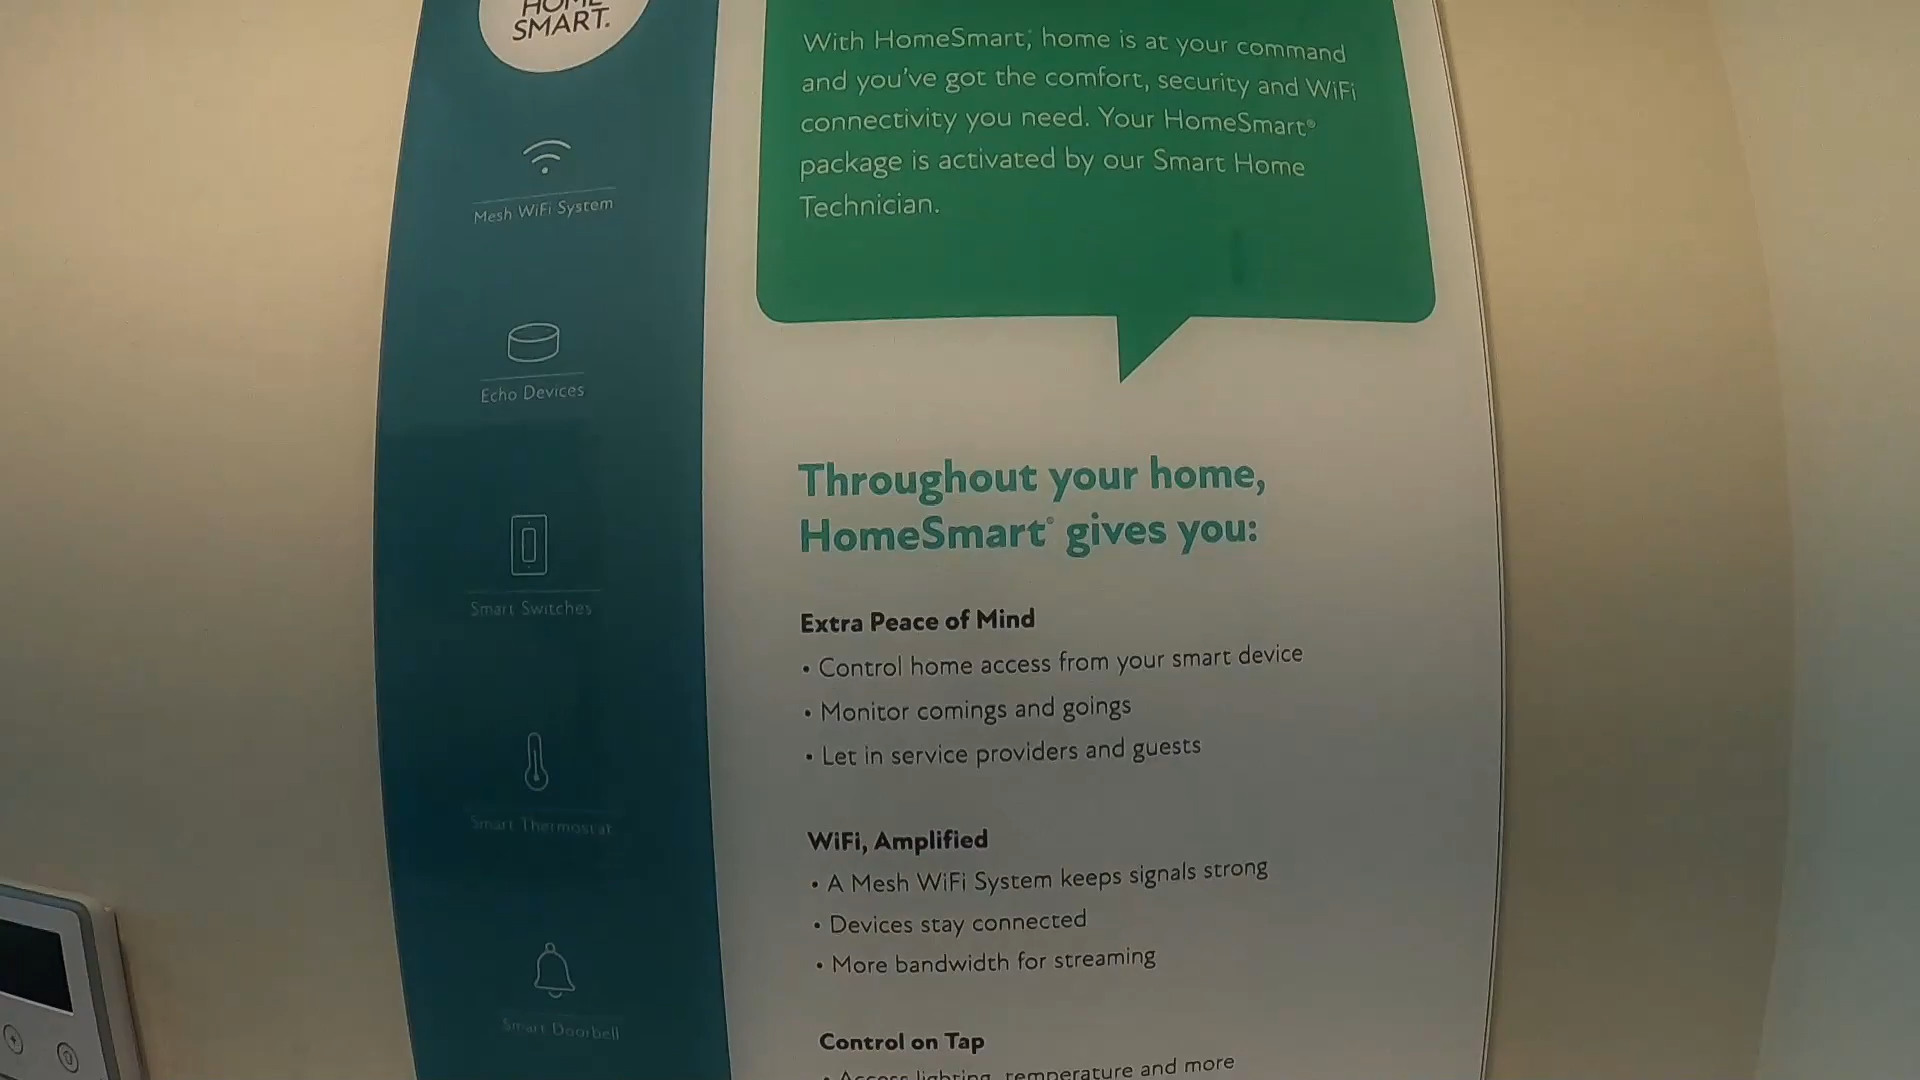 HOME
SMART.
Mesh WiFi System
Echo Devices
Smart Switches
Smart Thermostat
Smart Doorbell
With HomeSmart, home is at your command
and you've got the comfort, security and WiFi
connectivity you need. Your HomeSmart®
package is activated by our Smart Home
Technician.
Throughout your home,
HomeSmart® gives you:
Extra Peace of Mind
• Control home access from your smart device
• Monitor comings and goings
• Let in service providers and guests
WiFi, Amplified
• A Mesh WiFi System keeps signals strong
• Devices stay connected
• More bandwidth for streaming
Control on Tap
• Access lighting, temperature and more